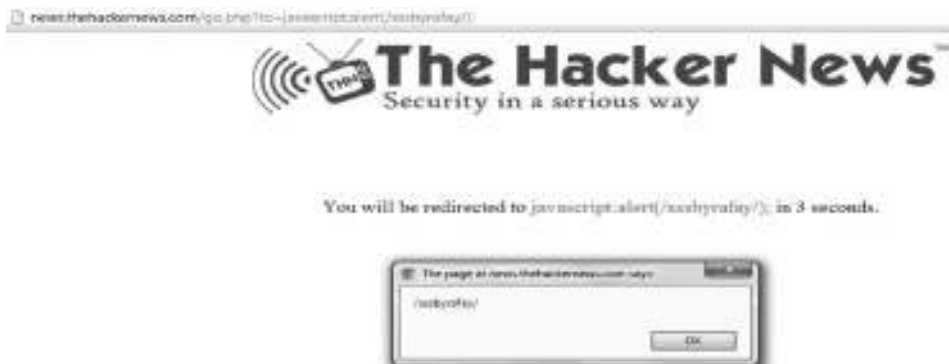 news.thehackernews.com/go.php?to=javascript:alert(/xssbyrafay/);
The Hacker News
THN
Security in a serious way
You will be redirected to javascript:alert(/xssbyrafay/); in 3 seconds.
The page at news.thehackernews.com says:
/xssbyrafay/
OK